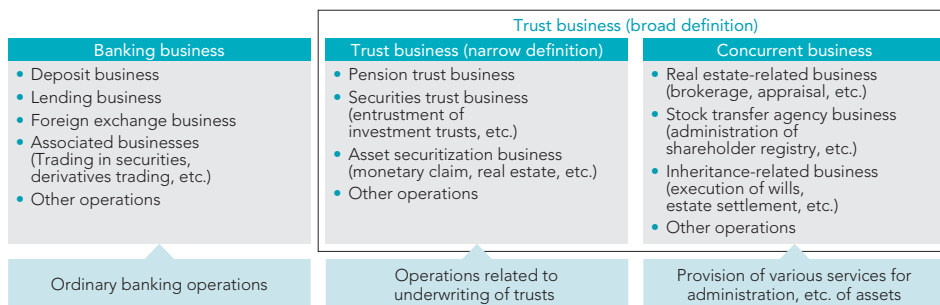 Trust business (broad definition)
Banking business
• Deposit business
• Lending business
• Foreign exchange business
• Associated businesses
(Trading in securities,
derivatives trading, etc.)
• Other operations
Ordinary banking operations
Trust business (narrow definition)
• Pension trust business
• Securities trust business
(entrustment of
investment trusts, etc.)
• Asset securitization business
(monetary claim, real estate, etc.)
• Other operations
Operations related to
underwriting of trusts
Concurrent business
• Real estate-related business
(brokerage, appraisal, etc.)
• Stock transfer agency business
(administration of
shareholder registry, etc.)
• Inheritance-related business
(execution of wills,
estate settlement, etc.)
• Other operations
Provision of various services for
administration, etc. of assets